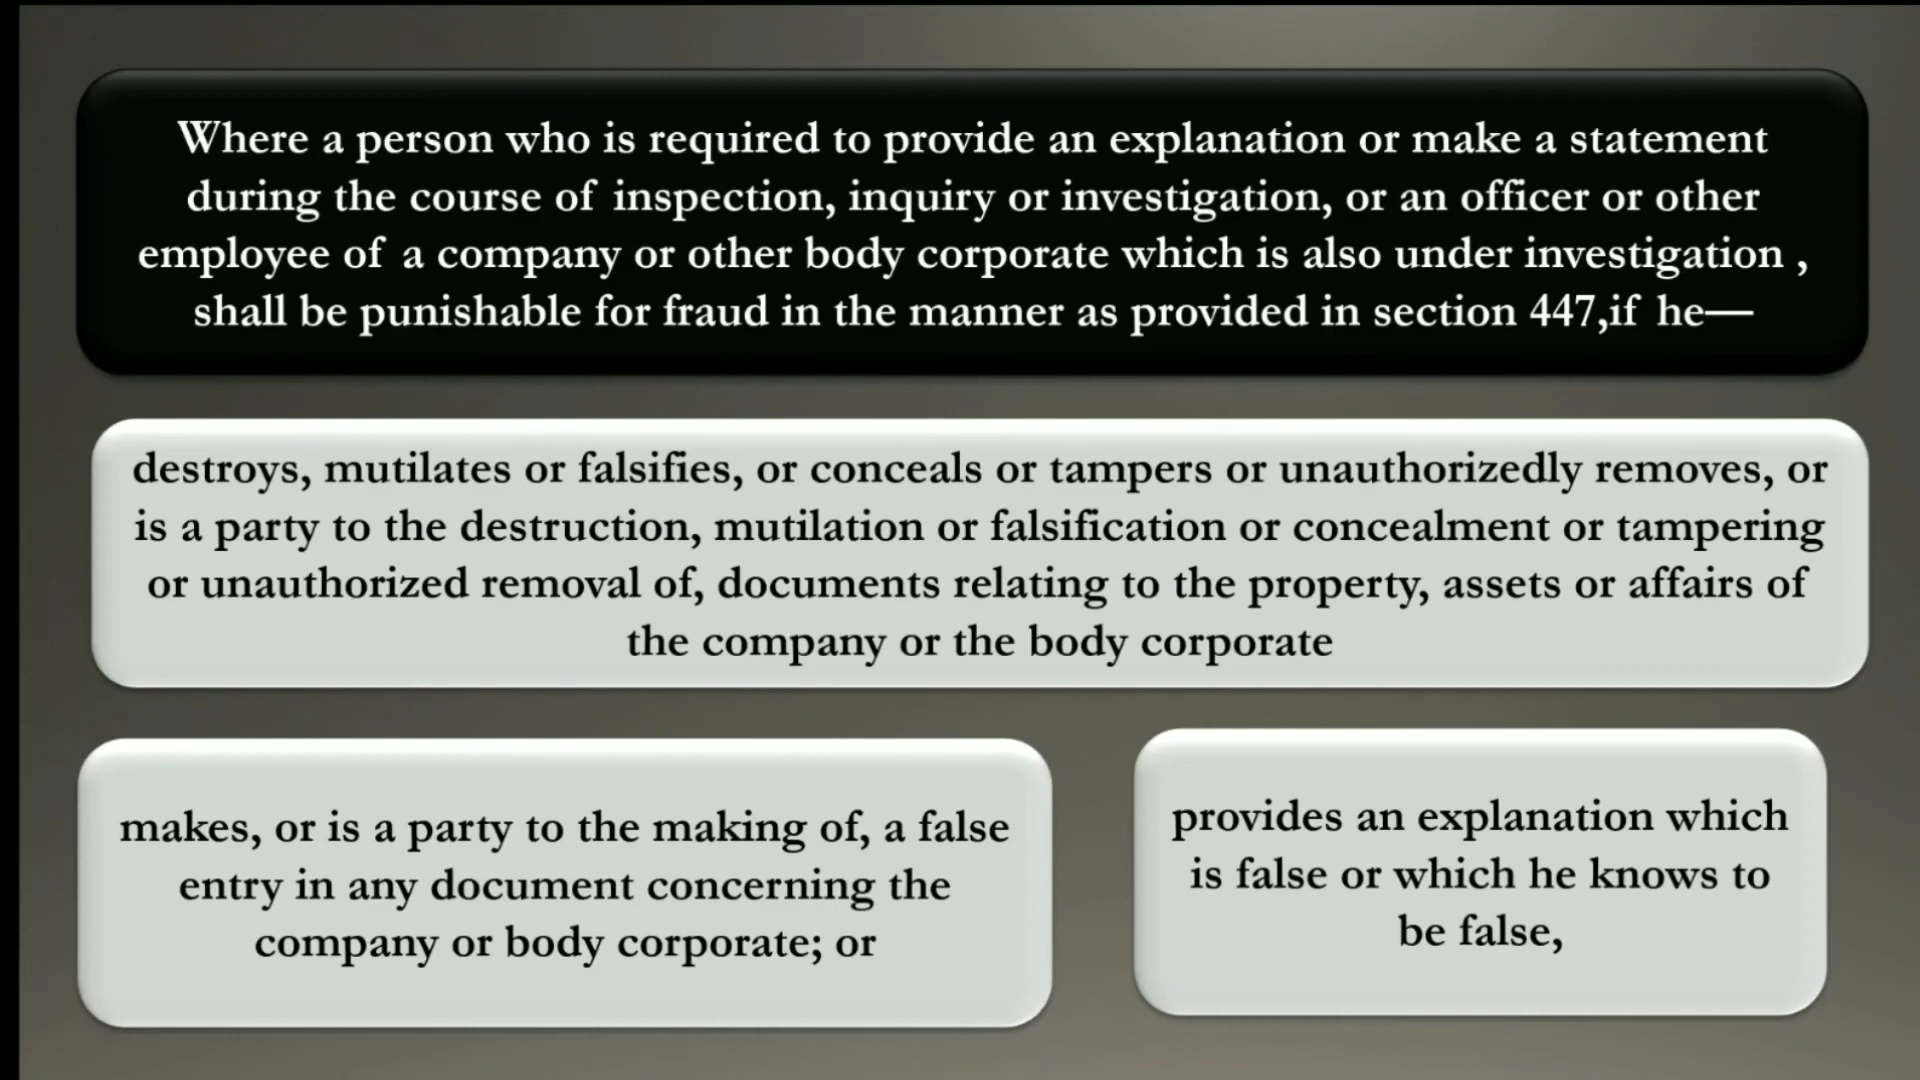 Where a person who is required to provide an explanation or make a statement
during the course of inspection, inquiry or investigation, or an officer or other
employee of a company or other body corporate which is also under investigation ,
shall be punishable for fraud in the manner as provided in section 447,if he—
destroys, mutilates or falsifies, or conceals or tampers or unauthorizedly removes, or
is a party to the destruction, mutilation or falsification or concealment or tampering
or unauthorized removal of, documents relating to the property, assets or affairs of
the company or the body corporate
makes, or is a party to the making of, a false
entry in any document concerning the
company or body corporate; or
provides an explanation which
is false or which he knows to
be false,